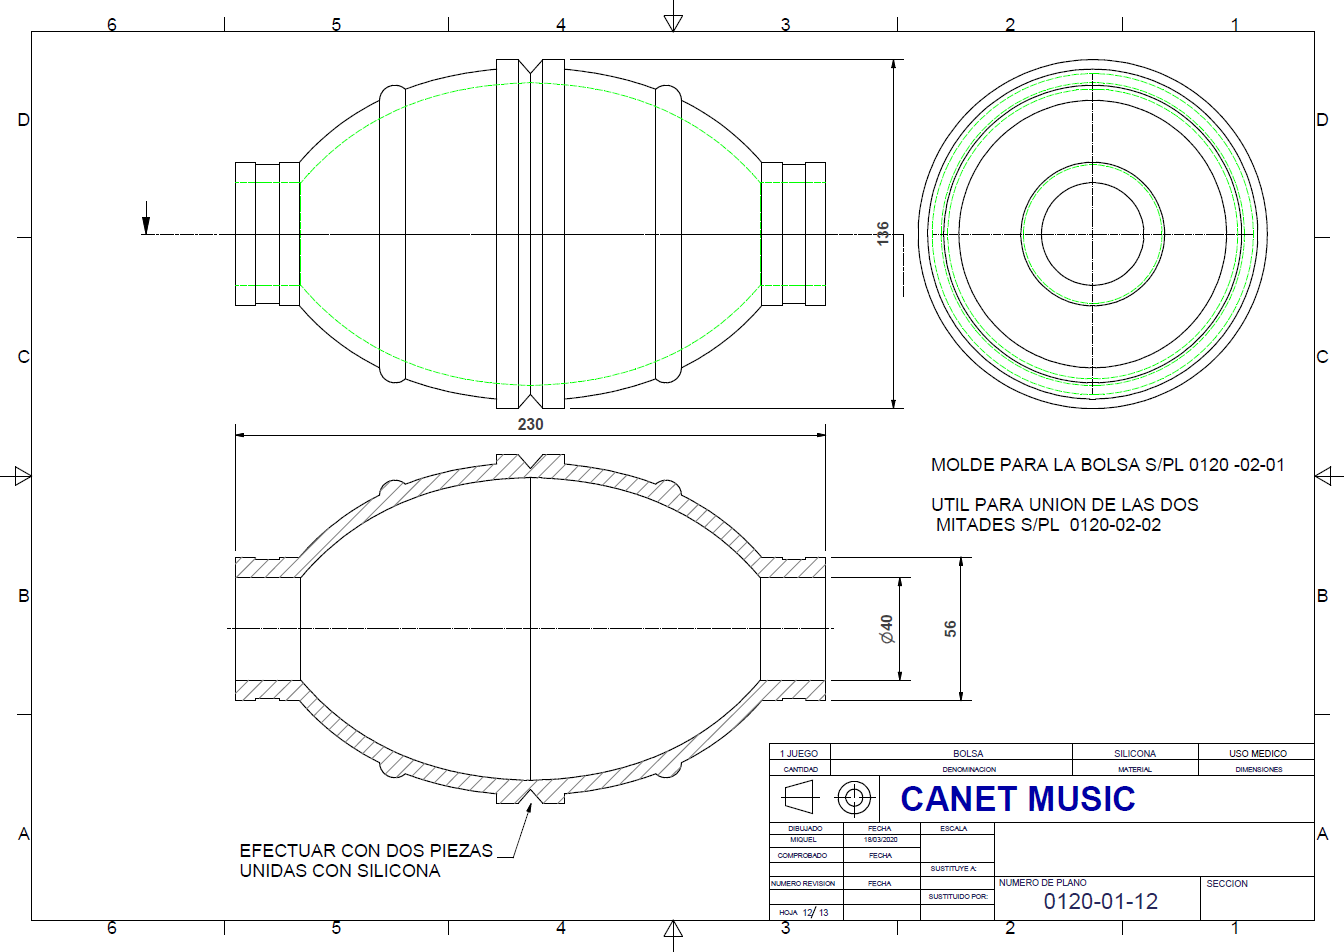 6 5 4 3 2 1
D D
136
C C
230
MOLDE PARA LA BOLSA S/PL 0120 -02-01
UTIL PARA UNION DE LAS DOS
MITADES S/PL 0120-02-02
B B
Ø40
56
1 JUEGO BOLSA SILICONA USO MEDICO
CANTIDAD DENOMINACION MATERIAL DIMENSIONES
CANET MUSIC
DIBUJADO FECHA ESCALA
MIQUEL 18/03/2020
A A
EFECTUAR CON DOS PIEZAS
UNIDAS CON SILICONA
COMPROBADO FECHA
SUSTITUYE A:
NUMERO REVISION FECHA NUMERO DE PLANO SECCION
SUSTITUIDO POR: 0120-01-12
HOJA 12/ 13
6 5 4 3 2 1